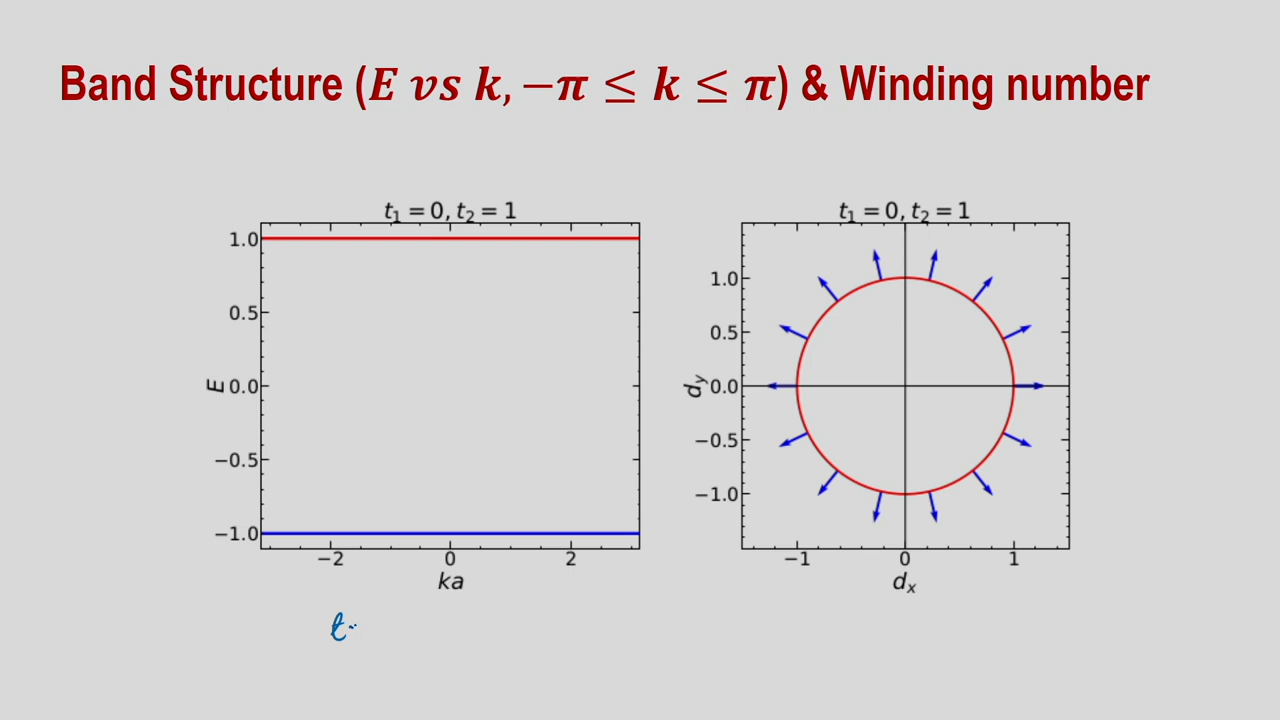 Band Structure (E vs k, −π ≤ k ≤ π) & Winding number
t₁ = 0, t₂ = 1
1.0
0.5
0.0
−0.5
−1.0
E
−2 0 2
ka
t₁ = 0, t₂ = 1
1.0
0.5
0.0
−0.5
−1.0
d_y
−1 0 1
d_x
t